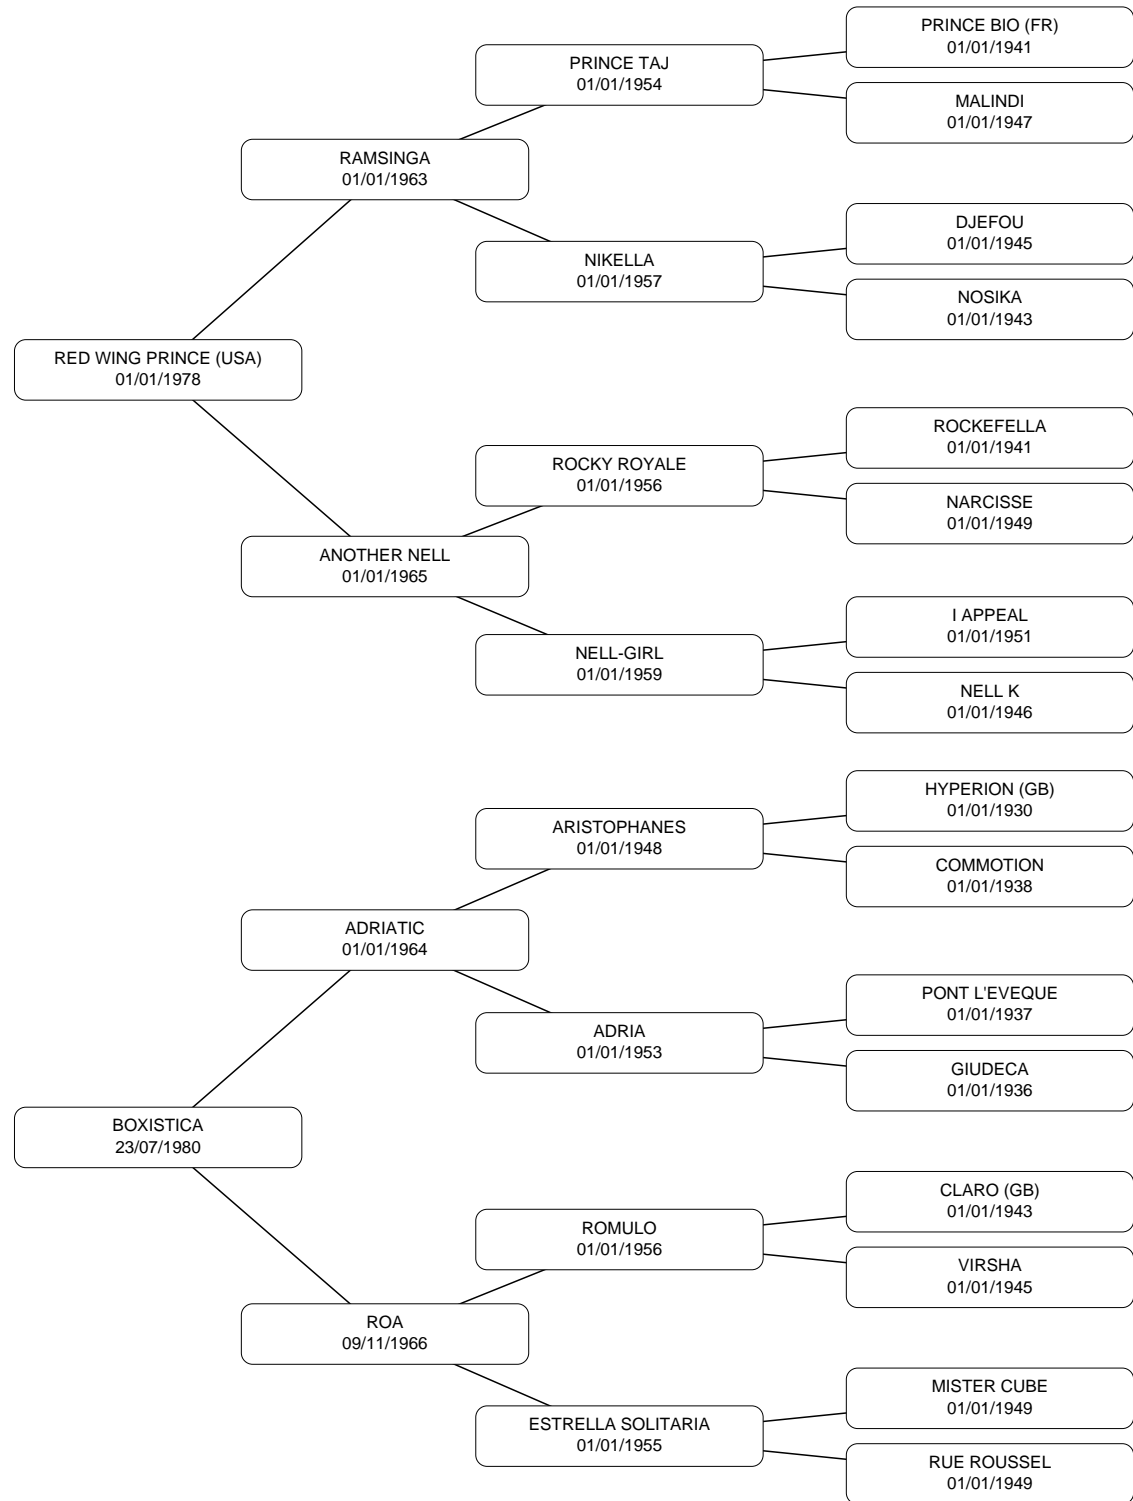 PRINCE BIO (FR)
01/01/1941
PRINCE TAJ
01/01/1954
MALINDI
01/01/1947
RAMSINGA
01/01/1963
DJEFOU
01/01/1945
NIKELLA
01/01/1957
NOSIKA
01/01/1943
RED WING PRINCE (USA)
01/01/1978
ROCKEFELLA
01/01/1941
ROCKY ROYALE
01/01/1956
NARCISSE
01/01/1949
ANOTHER NELL
01/01/1965
I APPEAL
01/01/1951
NELL-GIRL
01/01/1959
NELL K
01/01/1946
HYPERION (GB)
01/01/1930
ARISTOPHANES
01/01/1948
COMMOTION
01/01/1938
ADRIATIC
01/01/1964
PONT L'EVEQUE
01/01/1937
ADRIA
01/01/1953
GIUDECA
01/01/1936
BOXISTICA
23/07/1980
CLARO (GB)
01/01/1943
ROMULO
01/01/1956
VIRSHA
01/01/1945
ROA
09/11/1966
MISTER CUBE
01/01/1949
ESTRELLA SOLITARIA
01/01/1955
RUE ROUSSEL
01/01/1949